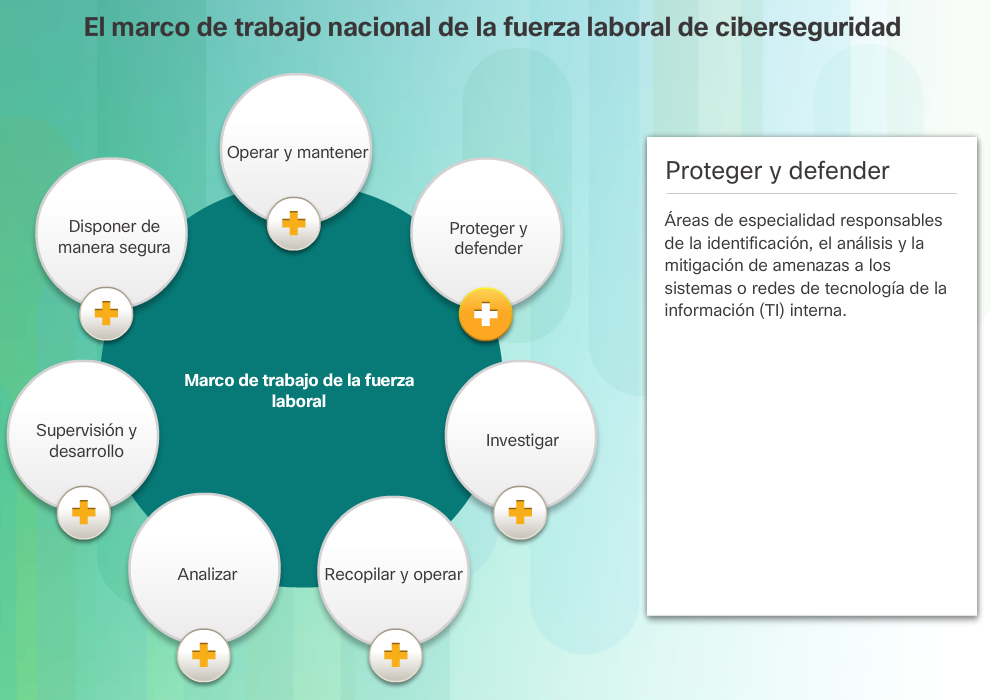 El marco de trabajo nacional de la fuerza laboral de ciberseguridad
Operar y mantener
Disponer de
manera segura
Proteger y
defender
Marco de trabajo de la fuerza
laboral
Supervisión y
desarrollo
Investigar
Analizar
Recopilar y operar
Proteger y defender
Áreas de especialidad responsables
de la identificación, el análisis y la
mitigación de amenazas a los
sistemas o redes de tecnología de la
información (TI) interna.